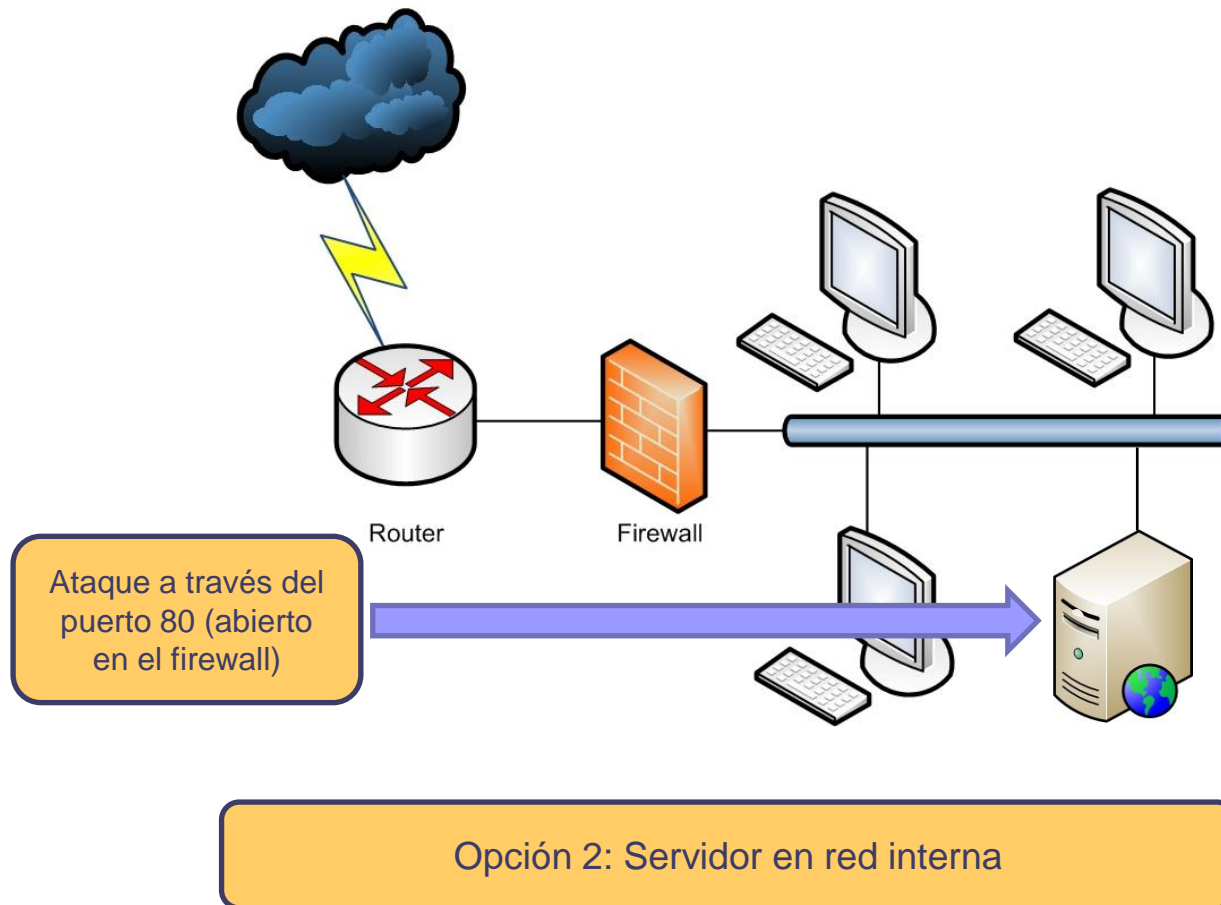 Router
Firewall
Ataque a través del
puerto 80 (abierto
en el firewall)
Opción 2: Servidor en red interna